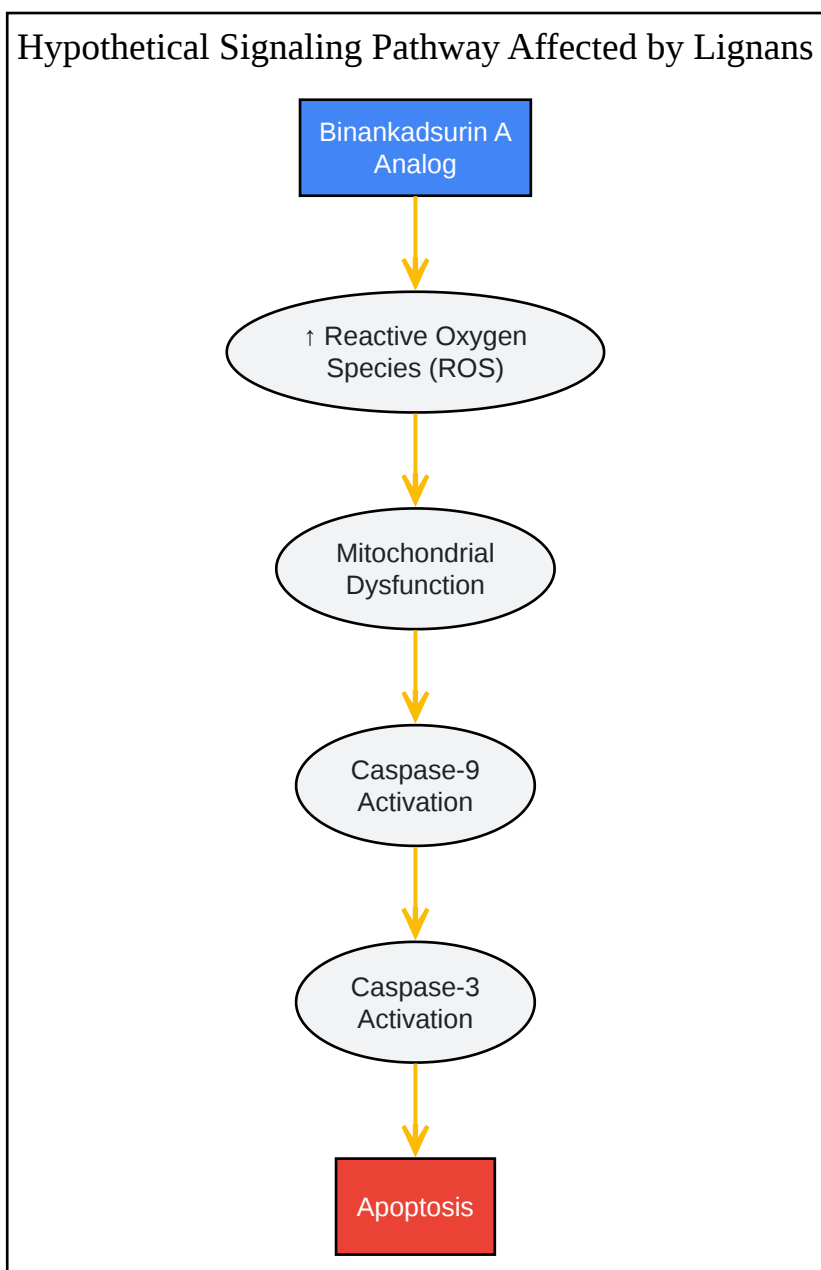 Hypothetical Signaling Pathway Affected by Lignans
Binankadsurin A
Analog
↑ Reactive Oxygen
Species (ROS)
Mitochondrial
Dysfunction
Caspase-9
Activation
Caspase-3
Activation
Apoptosis